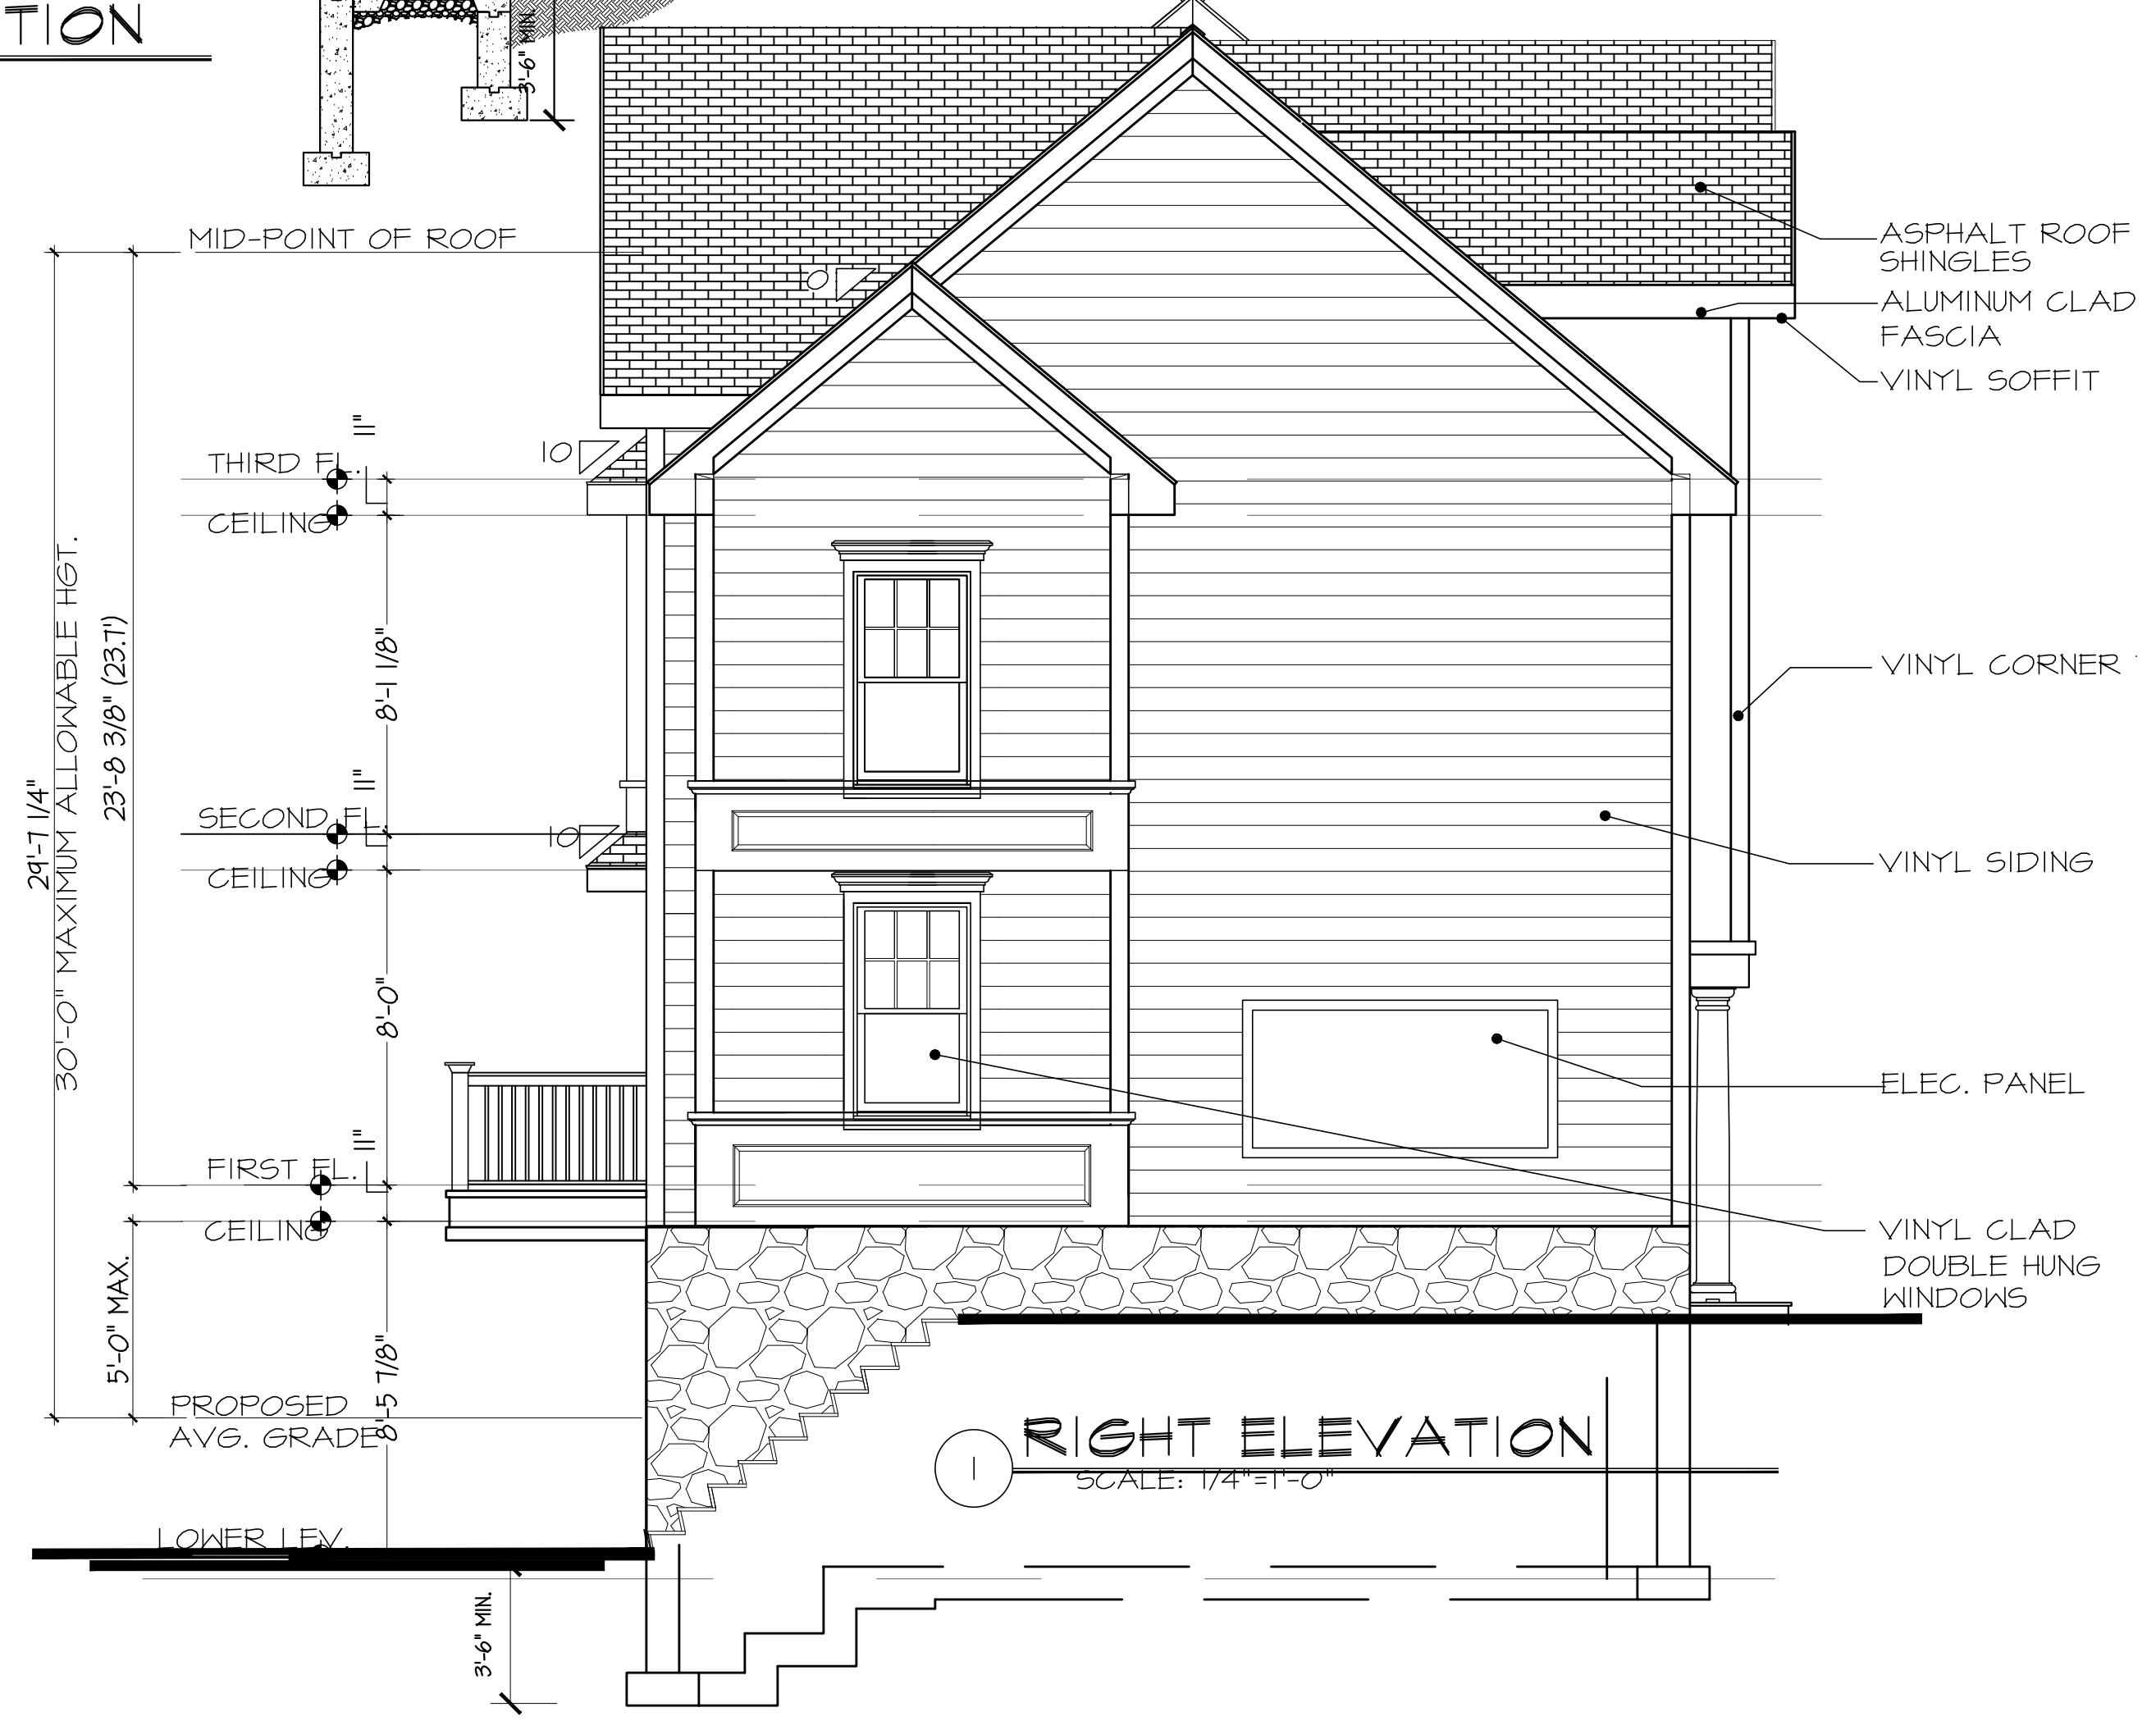 TION
3'-6" MIN.
MID-POINT OF ROOF
ASPHALT ROOF
SHINGLES
ALUMINUM CLAD
FASCIA
VINYL SOFFIT
10
11"
THIRD FL.
CEILING
30'-0" MAXIMUM ALLOWABLE HGT.
29'-7 1/4"
23'-8 3/8" (23.7')
8'-1 1/8"
VINYL CORNER
11"
SECOND FL.
10
CEILING
VINYL SIDING
8'-0"
ELEC. PANEL
11"
FIRST FL.
CEILING
VINYL CLAD
DOUBLE HUNG
WINDOWS
5'-0" MAX.
8'-5 7/8"
PROPOSED
AVG. GRADE
1
RIGHT ELEVATION
SCALE: 1/4"=1'-0"
LOWER LEV.
3'-6" MIN.